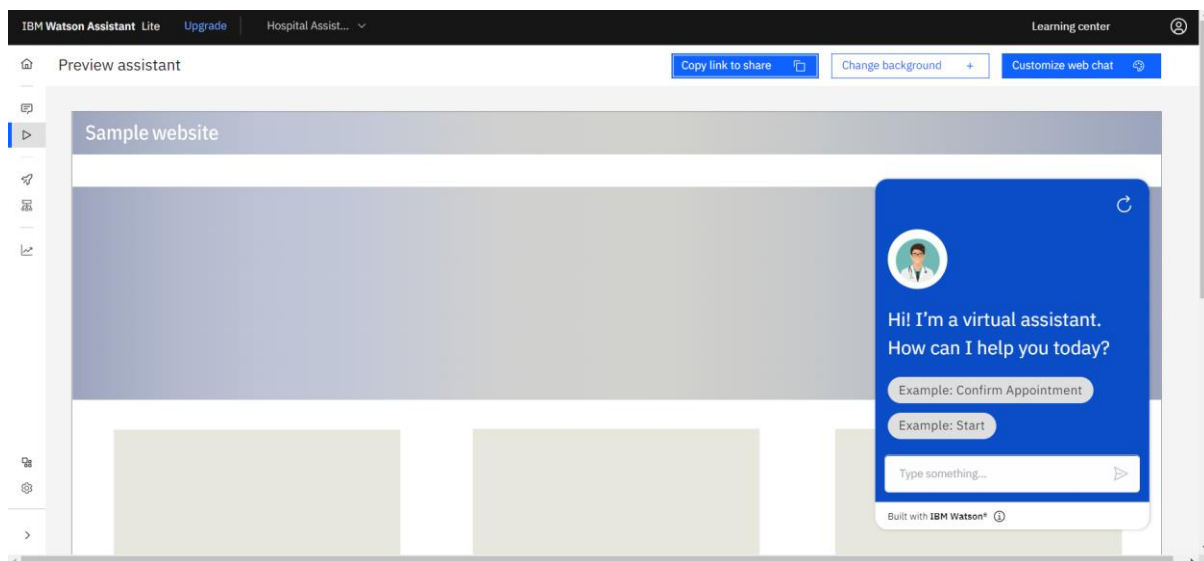 IBM Watson Assistant Lite Upgrade Hospital Assist... Learning center
Preview assistant Copy link to share Change background + Customize web chat
Sample website
Hi! I'm a virtual assistant.
How can I help you today?
Example: Confirm Appointment
Example: Start
Type something...
Built with IBM Watson®